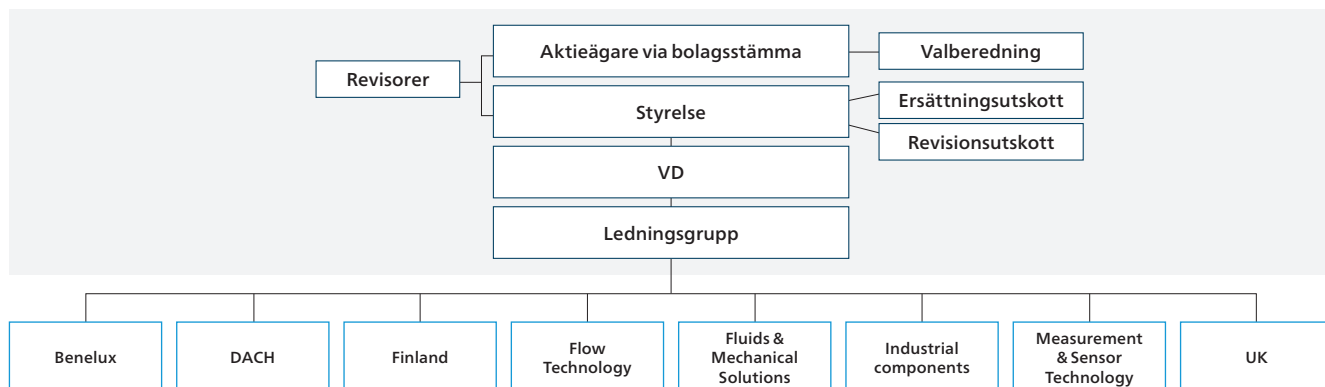 Aktieägare via bolagsstämma
Valberedning
Revisorer
Styrelse
Ersättningsutskott
Revisionsutskott
VD
Ledningsgrupp
Benelux
DACH
Finland
Flow
Technology
Fluids &
Mechanical
Solutions
Industrial
components
Measurement
& Sensor
Technology
UK